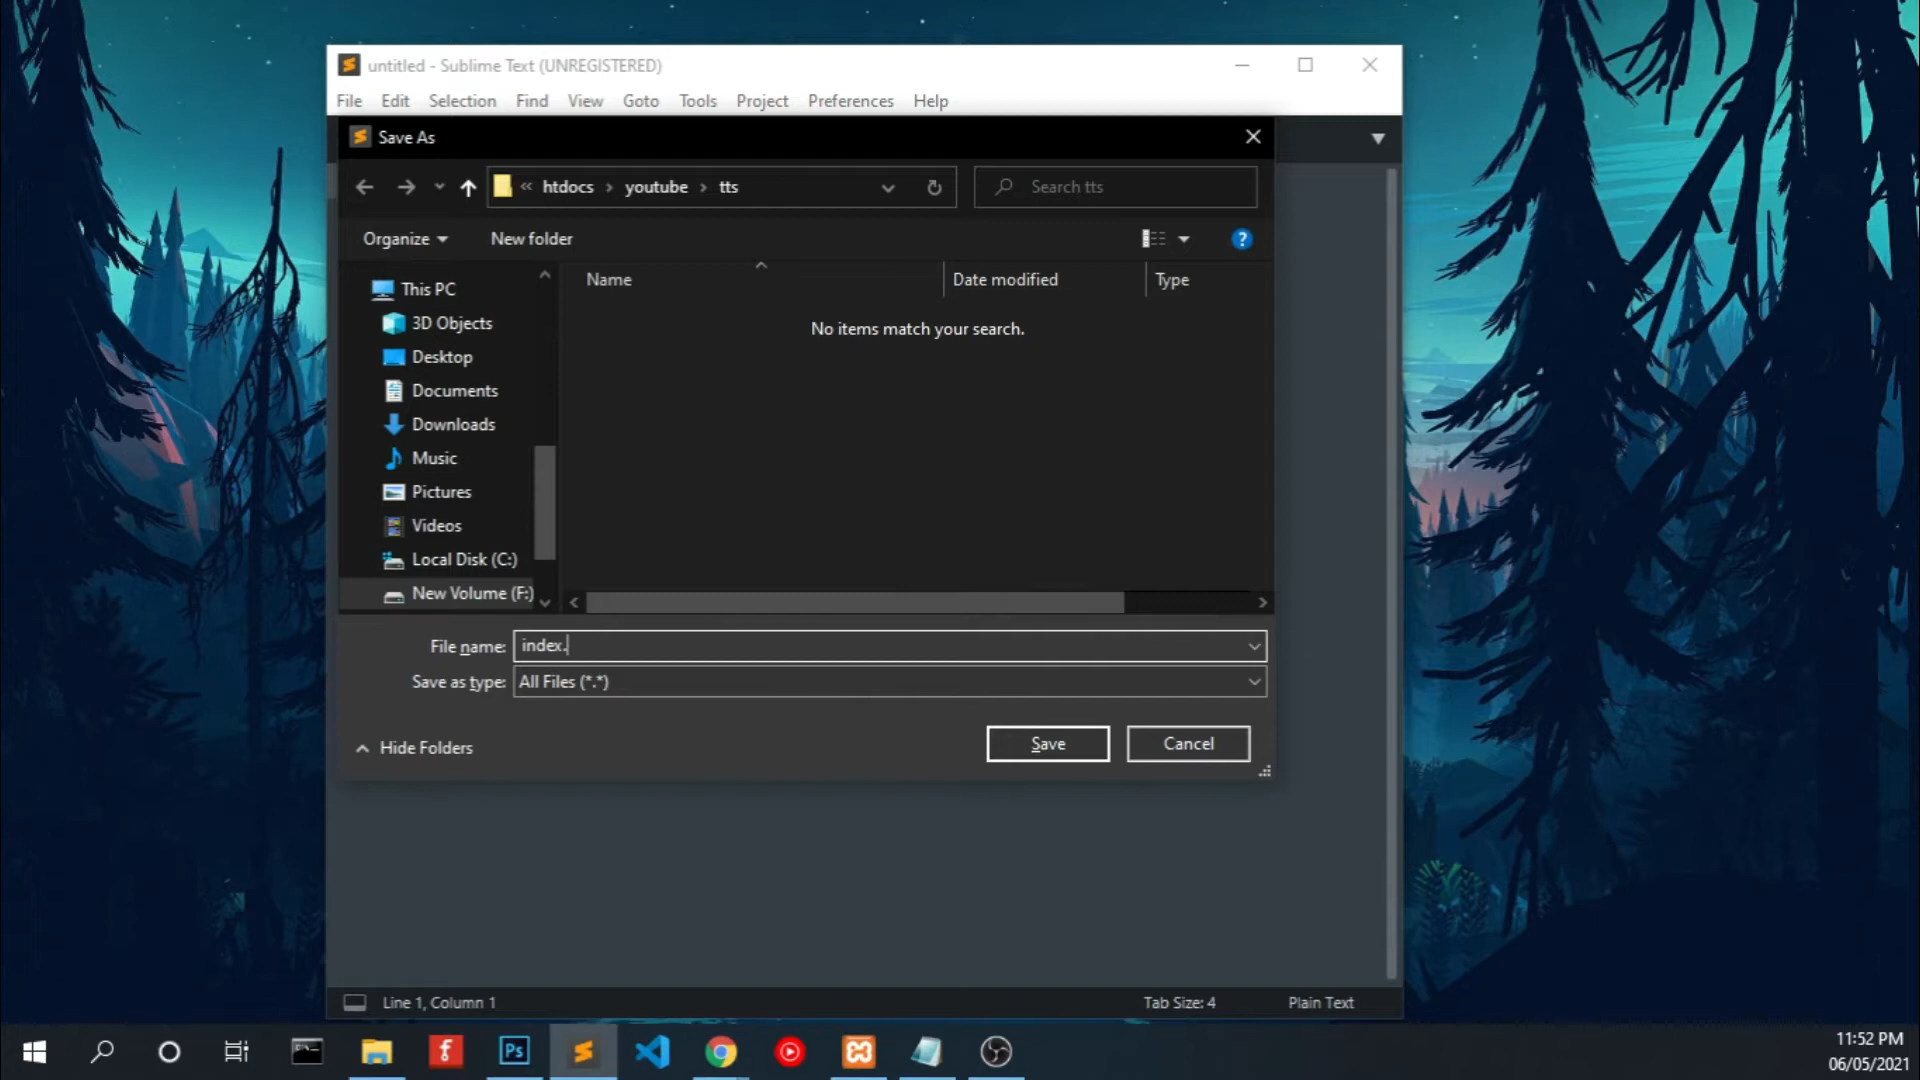 untitled - Sublime Text (UNREGISTERED)
File Edit Selection Find View Goto Tools Project Preferences Help
Save As
« htdocs › youtube › tts
Search tts
Organize New folder
?
Name Date modified Type
No items match your search.
This PC
3D Objects
Desktop
Documents
Downloads
Music
Pictures
Videos
Local Disk (C:)
New Volume (F:)
File name: index.
Save as type: All Files (*.*)
Hide Folders
Save Cancel
Line 1, Column 1 Tab Size: 4 Plain Text
f Ps
11:52 PM
06/05/2021